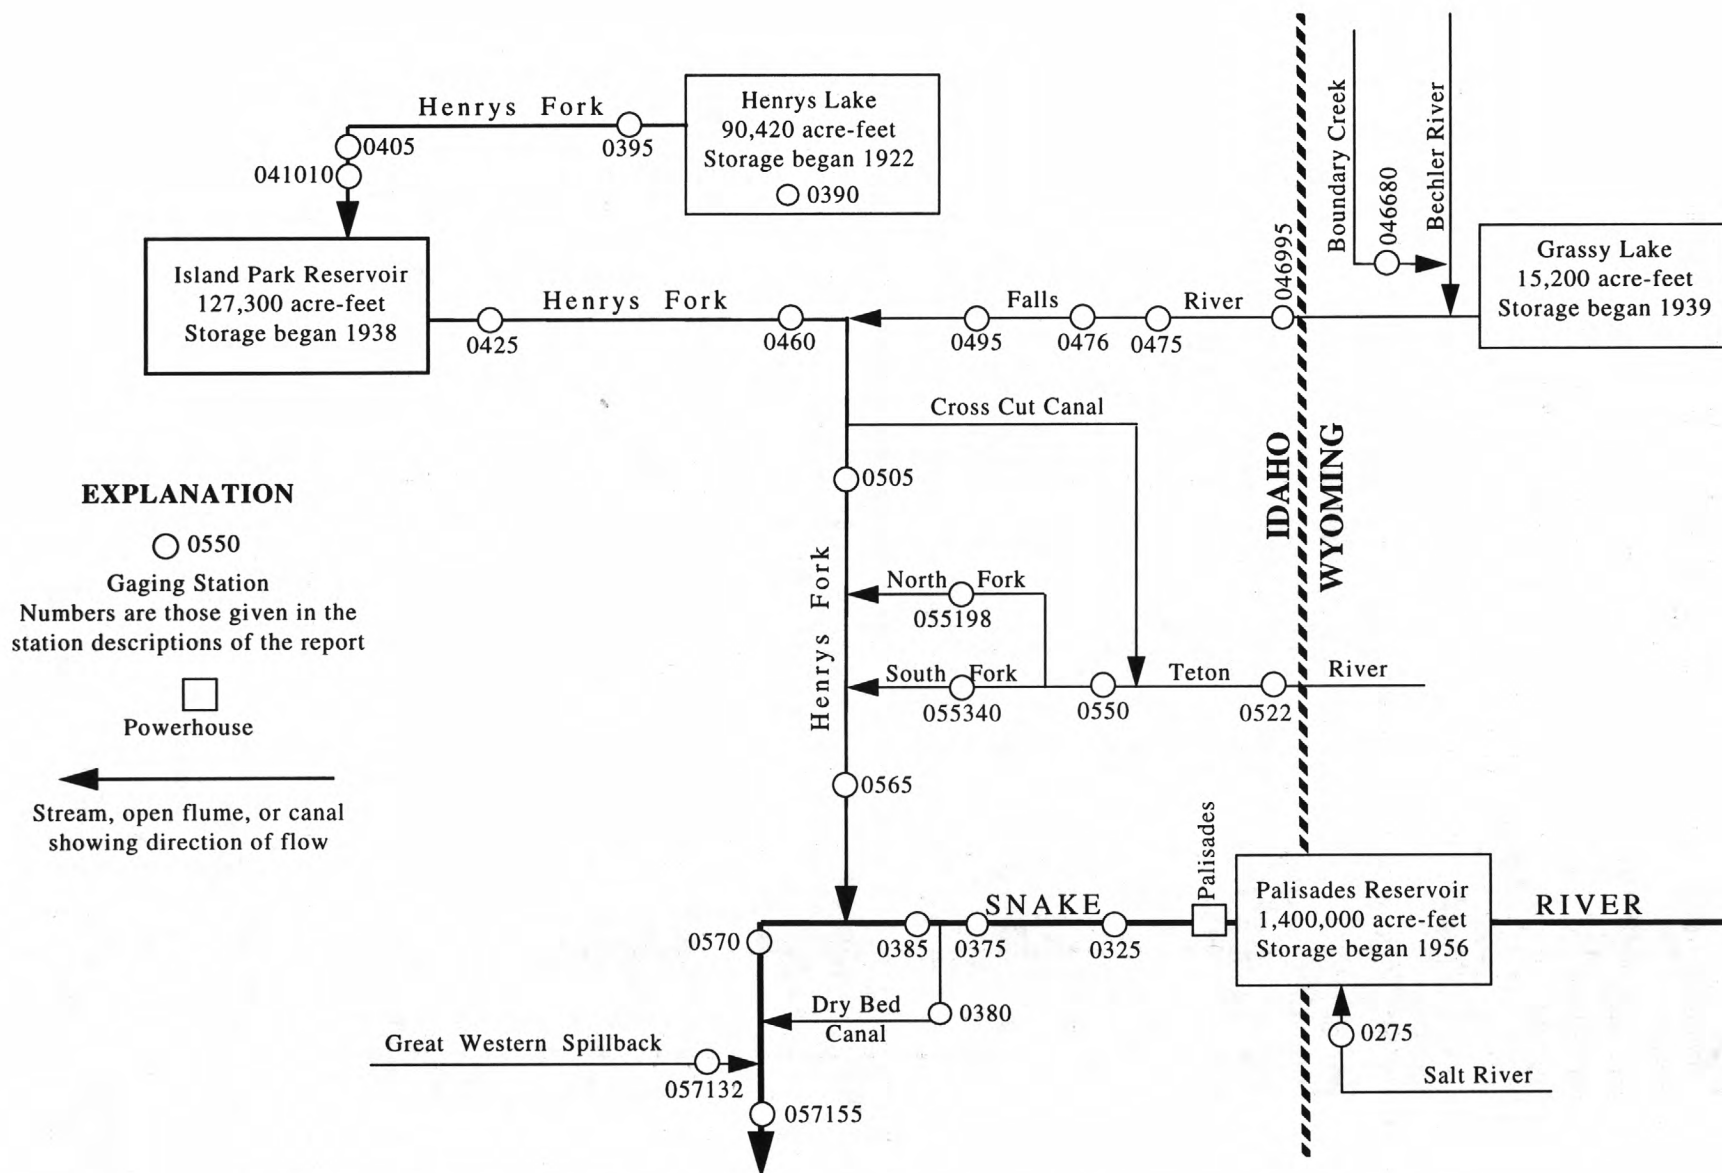 Henrys Fork
0405
041010
0395
Henrys Lake
90,420 acre-feet
Storage began 1922
0390
Boundary Creek
046680
Bechler River
Island Park Reservoir
127,300 acre-feet
Storage began 1938
Henrys Fork
0425
0460
Falls River
0495
0476
0475
046995
Grassy Lake
15,200 acre-feet
Storage began 1939
Cross Cut Canal
IDAHO
WYOMING
0505
EXPLANATION
0550
Gaging Station
Numbers are those given in the
station descriptions of the report
Powerhouse
Stream, open flume, or canal
showing direction of flow
Henrys Fork
North Fork
055198
South Fork
055340
0550
Teton River
0522
0565
Palisades
Palisades Reservoir
1,400,000 acre-feet
Storage began 1956
SNAKE RIVER
0570
0385
0375
0325
Dry Bed
Canal
0380
0275
Salt River
Great Western Spillback
057132
057155